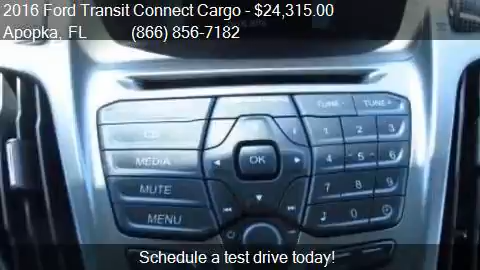 2016 Ford Transit Connect Cargo - $24,315.00
Apopka, FL (866) 856-7182
TUNE - TUNE +
CD 1 2 3
MEDIA OK 4 5 6
MUTE 7 8 9
MENU 0
Schedule a test drive today!